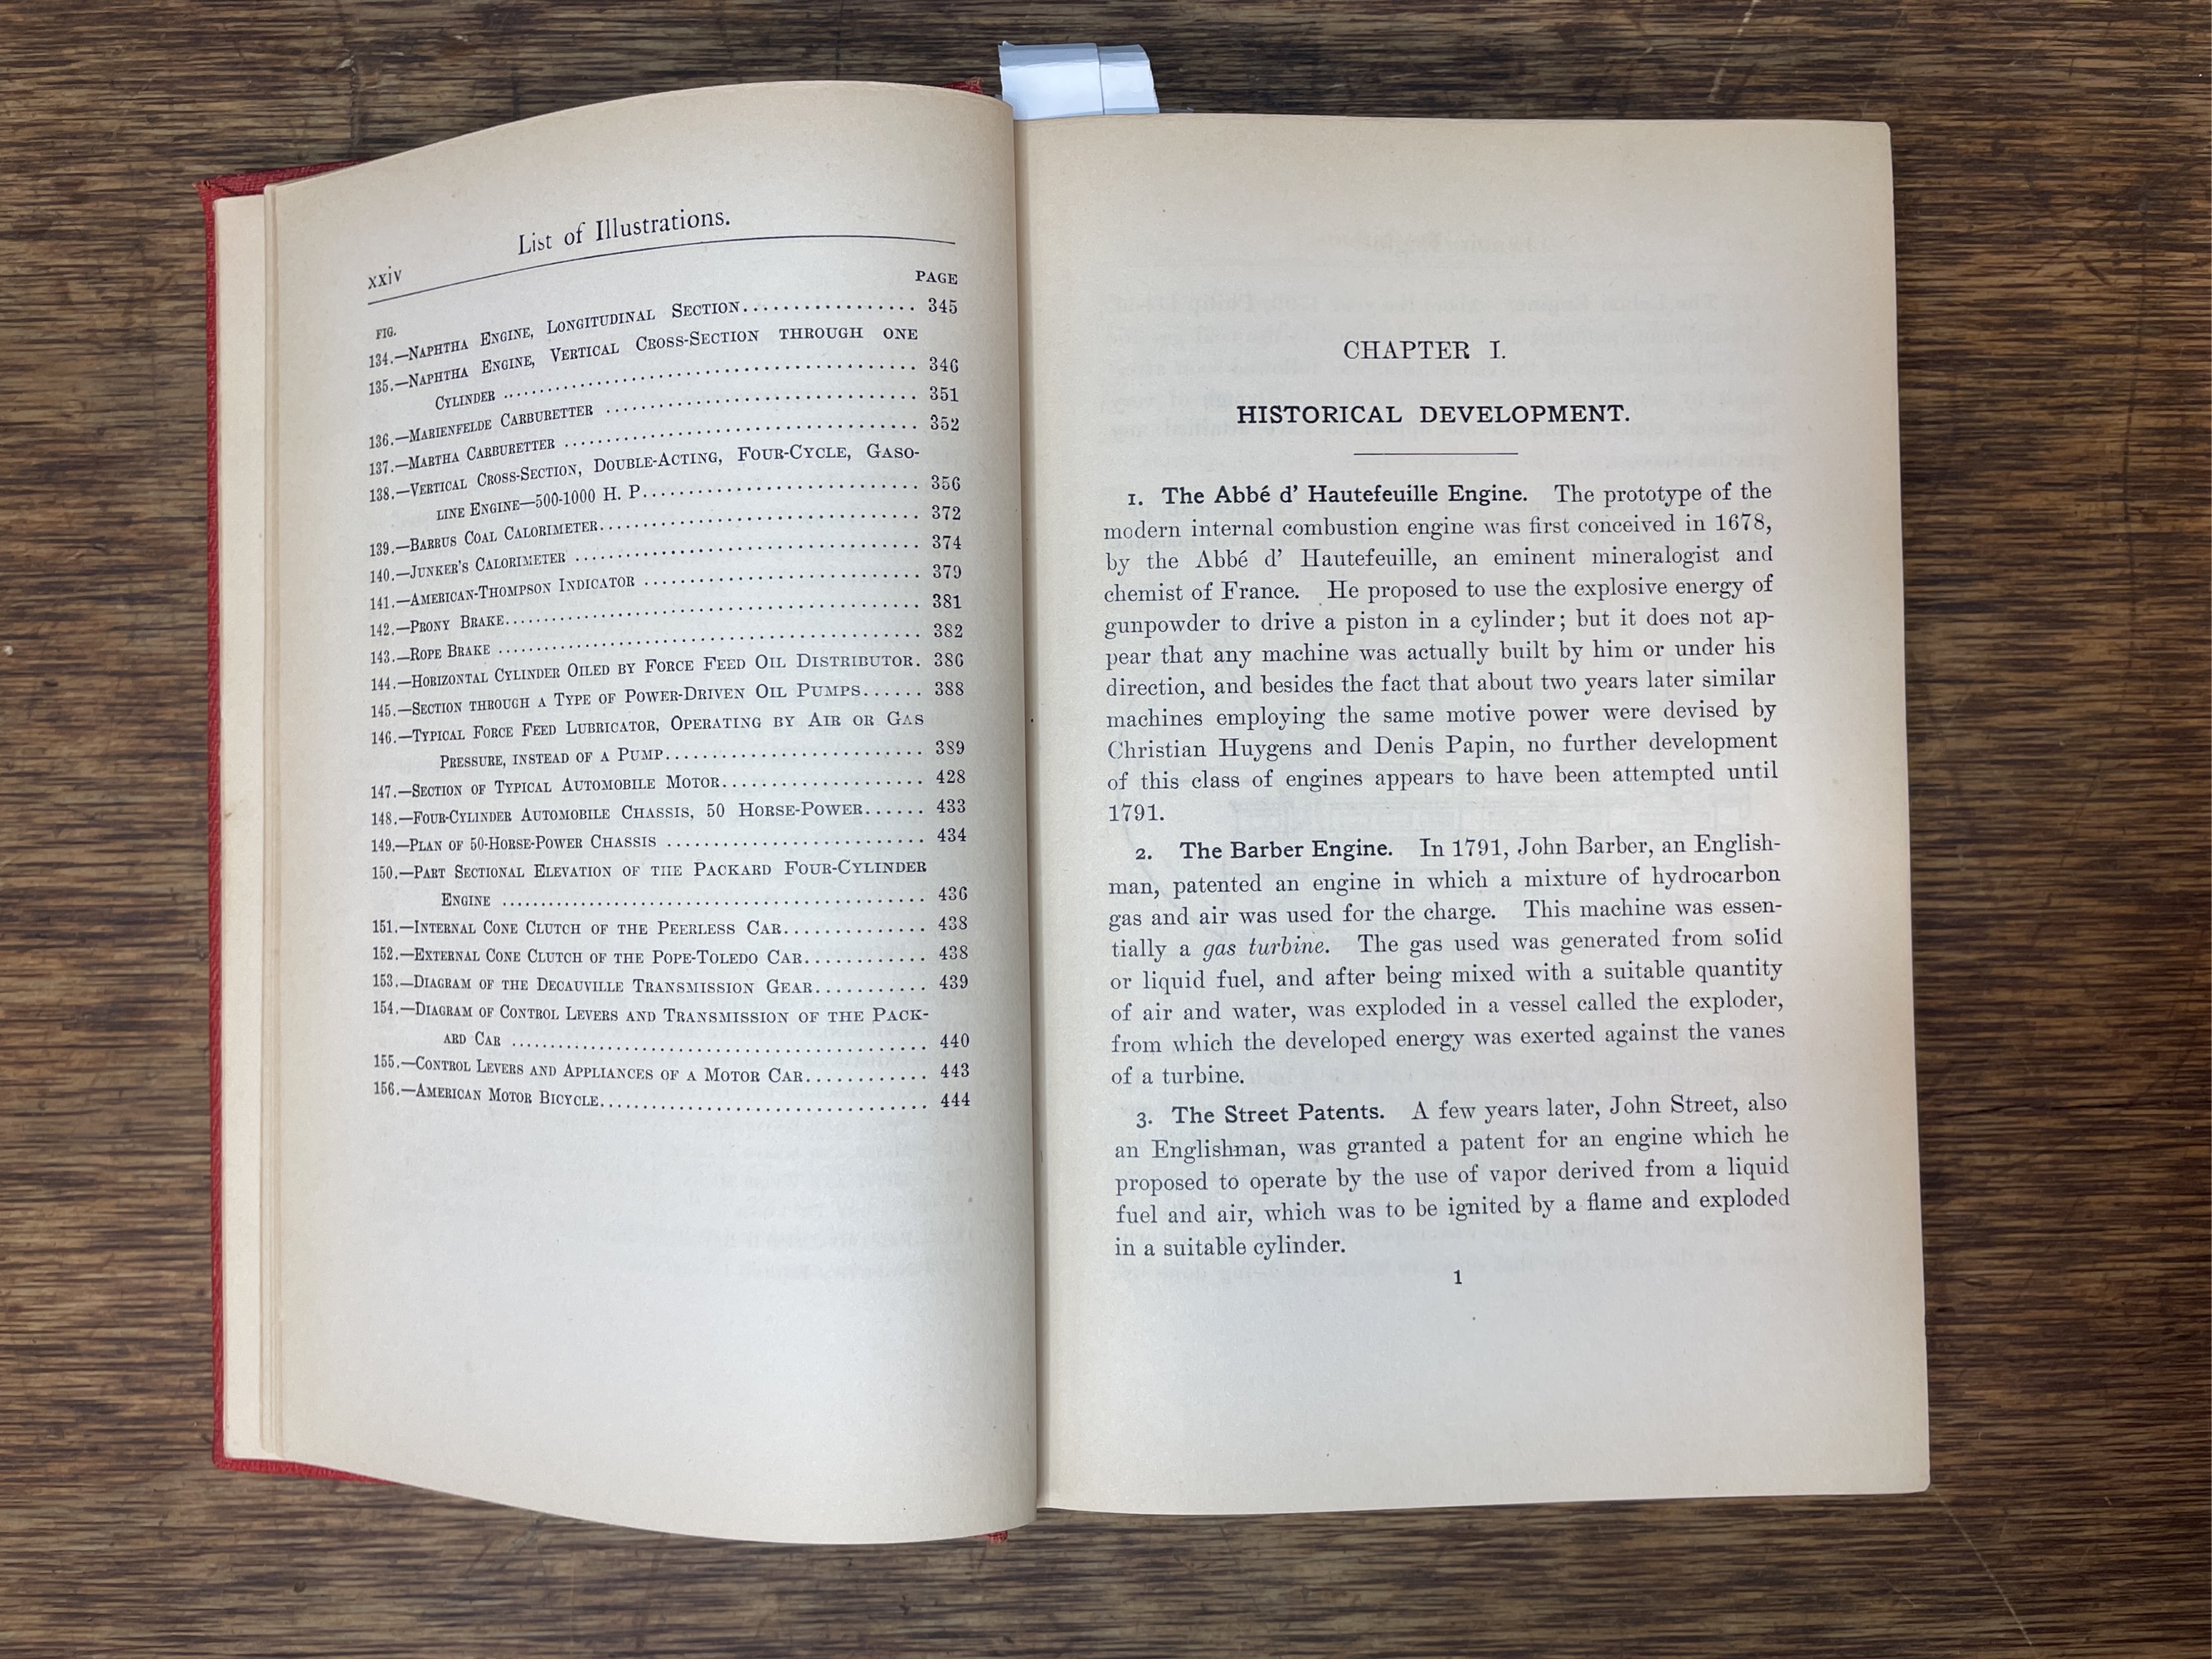 List of Illustrations.
xxiv
PAGE
FIG.
134.—Naphtha Engine, Longitudinal Section................ 345
135.—Naphtha Engine, Vertical Cross-Section through one
Cylinder ............................................... 346
136.—Marienfelde Carburetter ................................... 351
137.—Martha Carburetter ........................................ 352
138.—Vertical Cross-Section, Double-Acting, Four-Cycle, Gaso-
line Engine—500-1000 H. P........................... 356
139.—Barrus Coal Calorimeter.................................. 372
140.—Junker's Calorimeter ..................................... 374
141.—American-Thompson Indicator ............................ 379
142.—Prony Brake............................................. 381
143.—Rope Brake .............................................. 382
144.—Horizontal Cylinder Oiled by Force Feed Oil Distributor. 386
145.—Section through a Type of Power-Driven Oil Pumps...... 388
146.—Typical Force Feed Lubricator, Operating by Air or Gas
Pressure, instead of a Pump........................... 389
147.—Section of Typical Automobile Motor..................... 428
148.—Four-Cylinder Automobile Chassis, 50 Horse-Power...... 433
149.—Plan of 50-Horse-Power Chassis .......................... 434
150.—Part Sectional Elevation of the Packard Four-Cylinder
Engine ................................................ 436
151.—Internal Cone Clutch of the Peerless Car.............. 438
152.—External Cone Clutch of the Pope-Toledo Car............ 438
153.—Diagram of the Decauville Transmission Gear........... 439
154.—Diagram of Control Levers and Transmission of the Pack-
ard Car ............................................... 440
155.—Control Levers and Appliances of a Motor Car............ 443
156.—American Motor Bicycle.................................. 444
CHAPTER I.
HISTORICAL DEVELOPMENT.
1. The Abbé d' Hautefeuille Engine. The prototype of the
modern internal combustion engine was first conceived in 1678,
by the Abbé d' Hautefeuille, an eminent mineralogist and
chemist of France. He proposed to use the explosive energy of
gunpowder to drive a piston in a cylinder; but it does not ap-
pear that any machine was actually built by him or under his
direction, and besides the fact that about two years later similar
machines employing the same motive power were devised by
Christian Huygens and Denis Papin, no further development
of this class of engines appears to have been attempted until
1791.
2. The Barber Engine. In 1791, John Barber, an English-
man, patented an engine in which a mixture of hydrocarbon
gas and air was used for the charge. This machine was essen-
tially a gas turbine. The gas used was generated from solid
or liquid fuel, and after being mixed with a suitable quantity
of air and water, was exploded in a vessel called the exploder,
from which the developed energy was exerted against the vanes
of a turbine.
3. The Street Patents. A few years later, John Street, also
an Englishman, was granted a patent for an engine which he
proposed to operate by the use of vapor derived from a liquid
fuel and air, which was to be ignited by a flame and exploded
in a suitable cylinder.
1